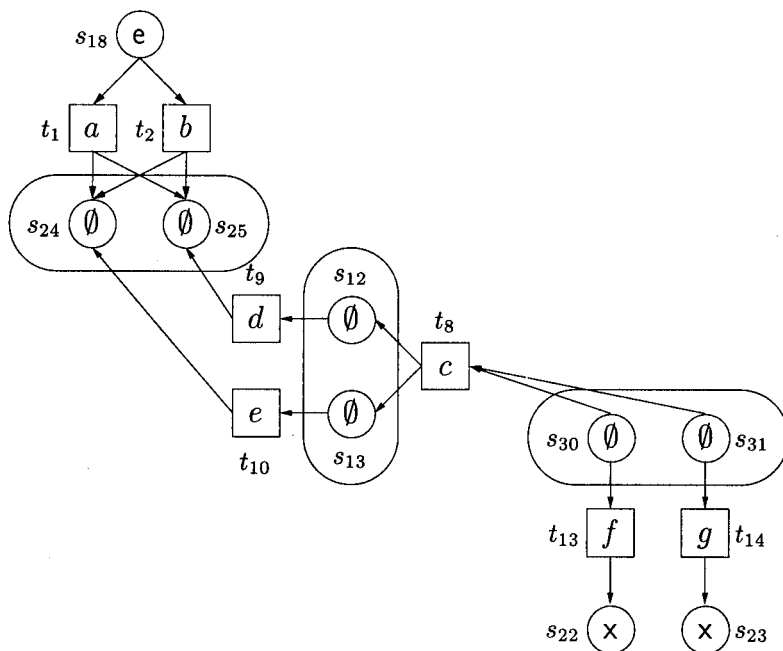 s₁₈ e
t₁ a t₂ b
s₂₄ ∅ ∅ s₂₅
t₉ s₁₂
d ∅ t₈
c
e ∅
t₁₀ s₁₃
s₃₀ ∅ ∅ s₃₁
t₁₃ f g t₁₄
s₂₂ x x s₂₃